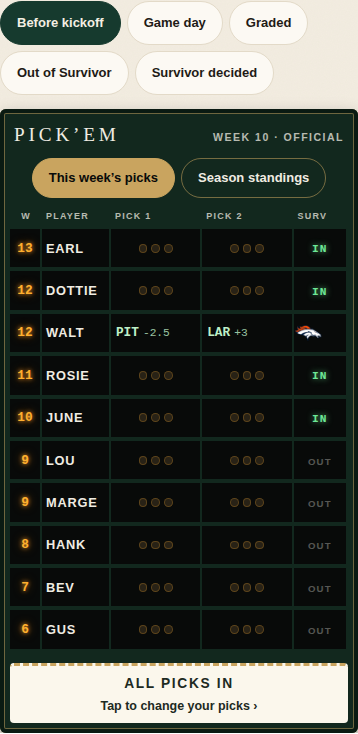 Before kickoff Game day Graded
Out of Survivor Survivor decided
PICK’EM WEEK 10 · OFFICIAL
This week’s picks Season standings
W PLAYER PICK 1 PICK 2 SURV
13 EARL IN
12 DOTTIE IN
12 WALT PIT -2.5 LAR +3
11 ROSIE IN
10 JUNE IN
9 LOU OUT
9 MARGE OUT
8 HANK OUT
7 BEV OUT
6 GUS OUT
ALL PICKS IN
Tap to change your picks ›